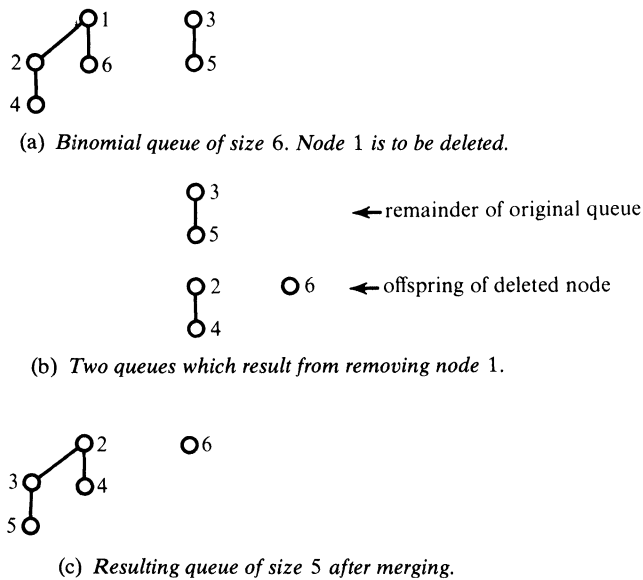 1 3
2 6 5
4
(a) Binomial queue of size 6. Node 1 is to be deleted.
3
remainder of original queue
5
2 6 offspring of deleted node
4
(b) Two queues which result from removing node 1.
2 6
3 4
5
(c) Resulting queue of size 5 after merging.